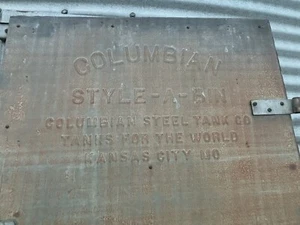 COLUMBIAN
STYLE-A-BIN
COLUMBIAN STEEL TANK CO
TANKS FOR THE WORLD
KANSAS CITY MO